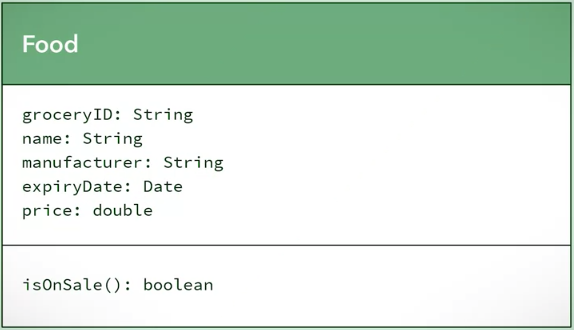 Food
groceryID: String
name: String
manufacturer: String
expiryDate: Date
price: double
isOnSale(): boolean